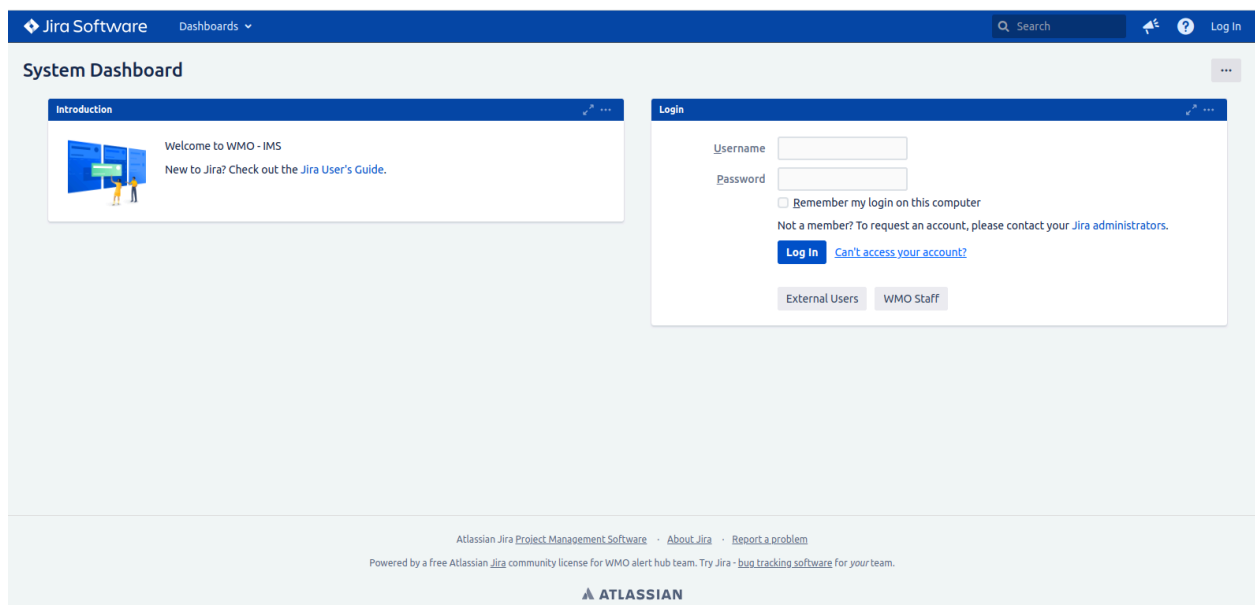 Jira Software Dashboards Search Log In
System Dashboard
Introduction
Welcome to WMO - IMS
New to Jira? Check out the Jira User's Guide.
Login
Username
Password
Remember my login on this computer
Not a member? To request an account, please contact your Jira administrators.
Log In Can't access your account?
External Users WMO Staff
Atlassian Jira Project Management Software · About Jira · Report a problem
Powered by a free Atlassian Jira community license for WMO alert hub team. Try Jira - bug tracking software for your team.
ATLASSIAN